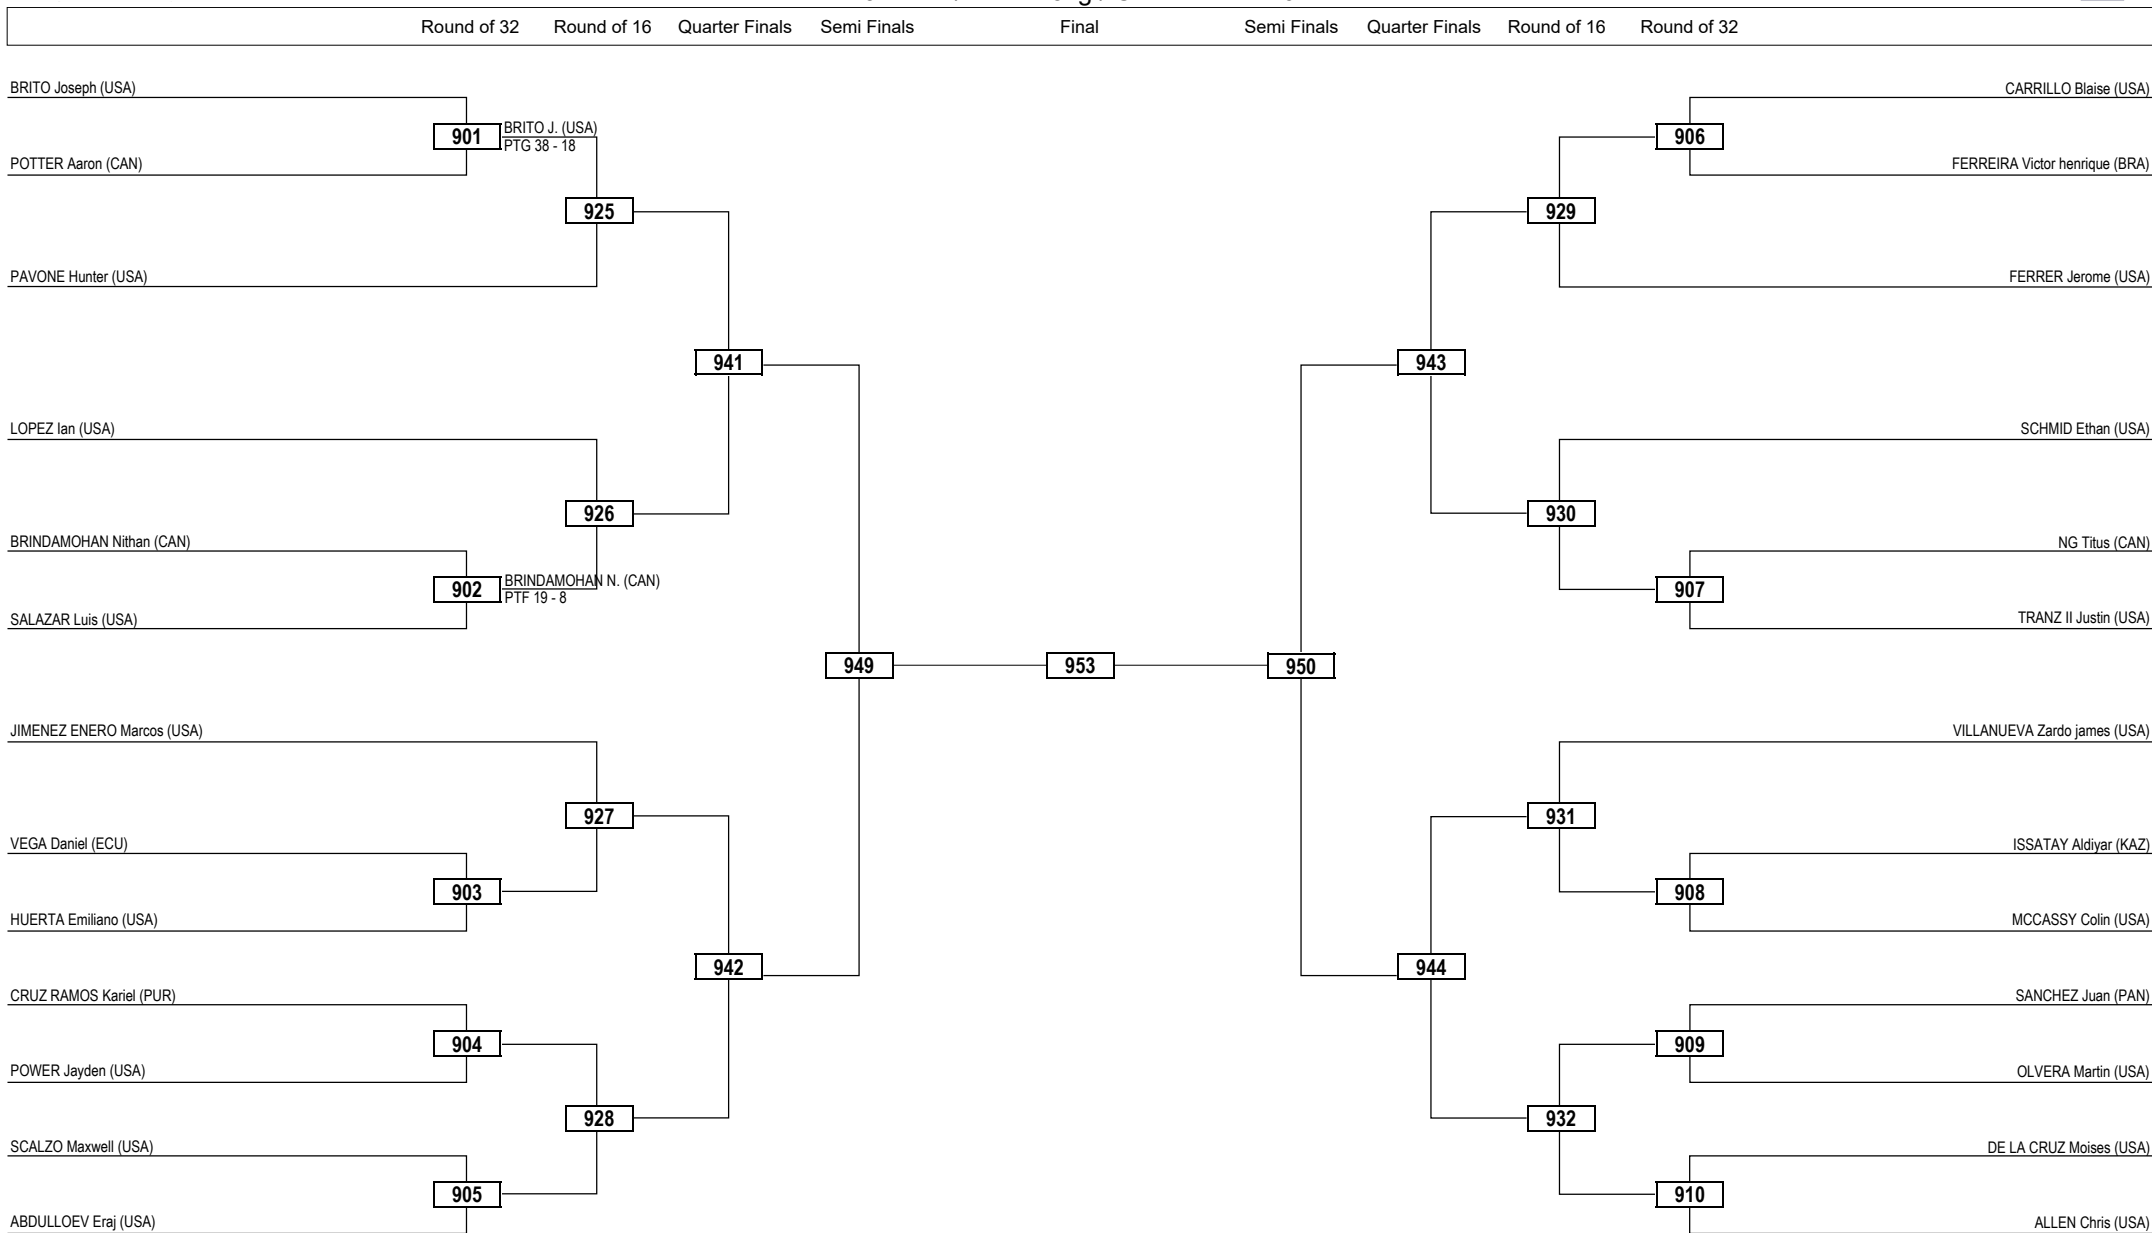 Round of 32 Round of 16 Quarter Finals Semi Finals Final Semi Finals Quarter Finals Round of 16 Round of 32
BRITO Joseph (USA)
901
BRITO J. (USA)
PTG 38 - 18
POTTER Aaron (CAN)
925
PAVONE Hunter (USA)
941
LOPEZ Ian (USA)
926
BRINDAMOHAN Nithan (CAN)
902
BRINDAMOHAN N. (CAN)
PTF 19 - 8
SALAZAR Luis (USA)
949
JIMENEZ ENERO Marcos (USA)
927
VEGA Daniel (ECU)
903
HUERTA Emiliano (USA)
942
CRUZ RAMOS Kariel (PUR)
904
POWER Jayden (USA)
928
SCALZO Maxwell (USA)
905
ABDULLOEV Eraj (USA)
953
CARRILLO Blaise (USA)
906
FERREIRA Victor henrique (BRA)
929
FERRER Jerome (USA)
943
SCHMID Ethan (USA)
930
NG Titus (CAN)
907
TRANZ II Justin (USA)
950
VILLANUEVA Zardo james (USA)
931
ISSATAY Aldiyar (KAZ)
908
MCCASSY Colin (USA)
944
SANCHEZ Juan (PAN)
909
OLVERA Martin (USA)
932
DE LA CRUZ Moises (USA)
910
ALLEN Chris (USA)